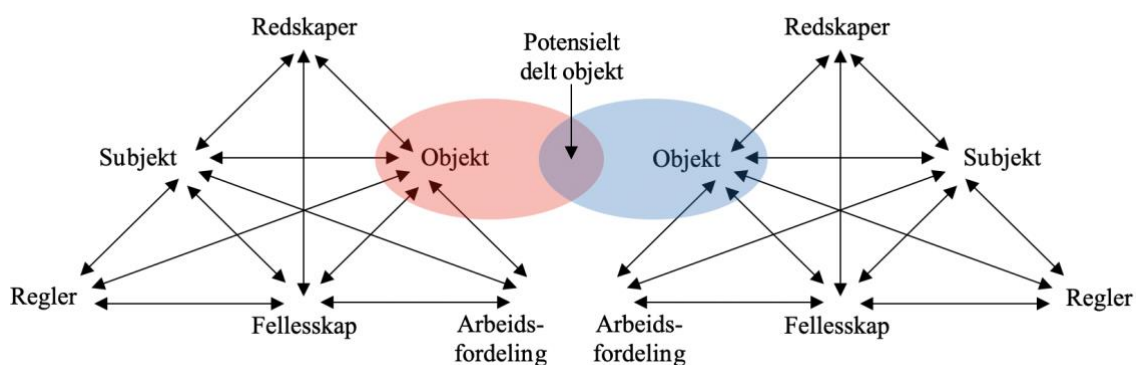 Redskaper
Potensielt
delt objekt
Redskaper
Subjekt
Objekt
Objekt
Subjekt
Regler
Fellesskap
Arbeids-
fordeling
Arbeids-
fordeling
Fellesskap
Regler